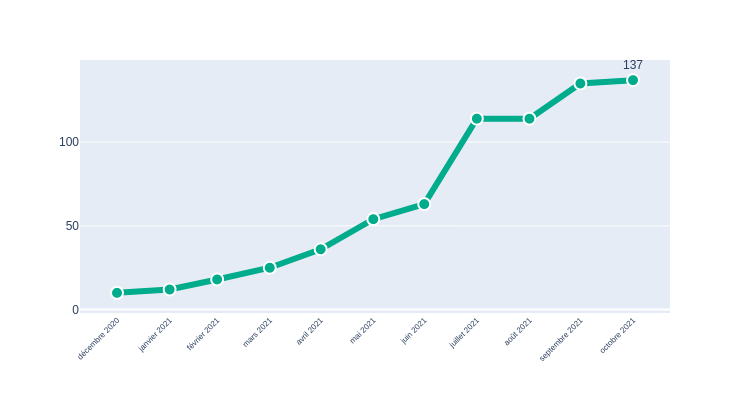 137
100
50
0
décembre 2020
janvier 2021
février 2021
mars 2021
avril 2021
mai 2021
juin 2021
juillet 2021
août 2021
septembre 2021
octobre 2021